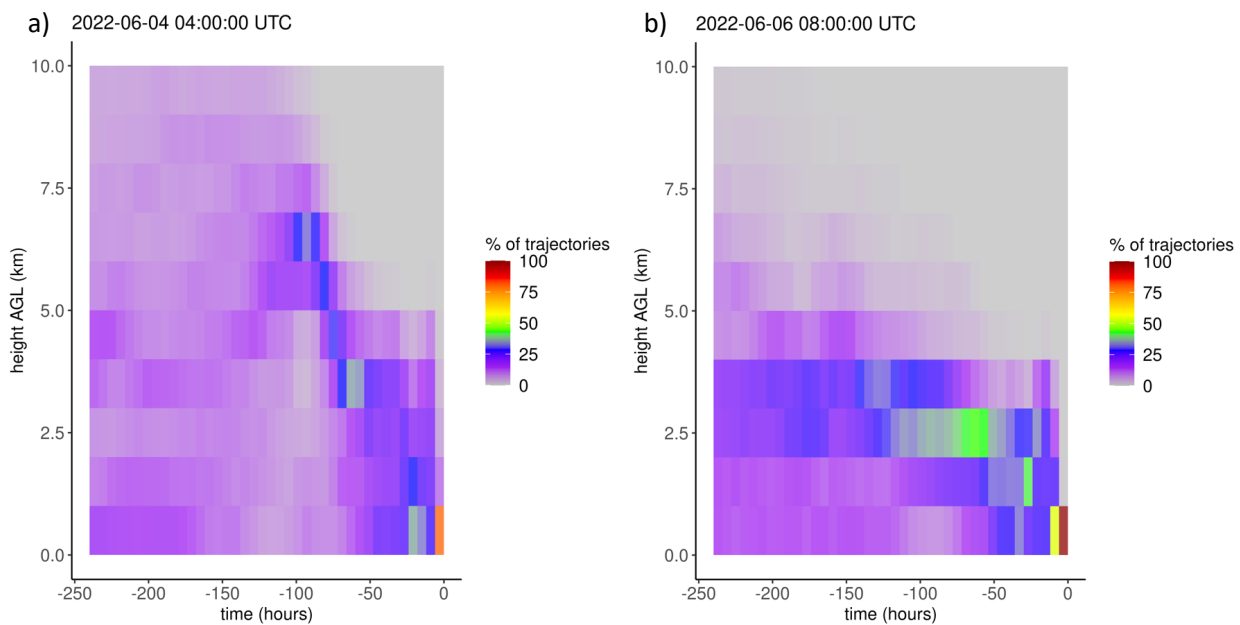 a) 2022-06-04 04:00:00 UTC
10.0
7.5
5.0
2.5
0.0
height AGL (km)
-250 -200 -150 -100 -50 0
time (hours)
% of trajectories
100
75
50
25
0
b) 2022-06-06 08:00:00 UTC
10.0
7.5
5.0
2.5
0.0
height AGL (km)
-250 -200 -150 -100 -50 0
time (hours)
% of trajectories
100
75
50
25
0